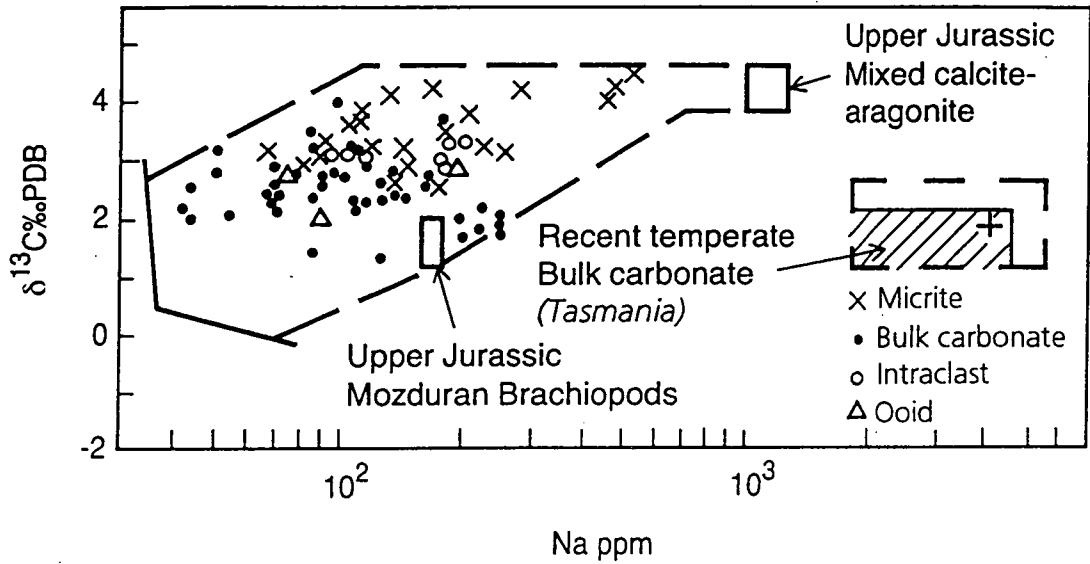 Upper Jurassic
Mixed calcite-
aragonite
4
2
0
-2
δ13C‰PDB
Recent temperate
Bulk carbonate
(Tasmania)
Upper Jurassic
Mozduran Brachiopods
Micrite
Bulk carbonate
Intraclast
Ooid
10²
10³
Na ppm